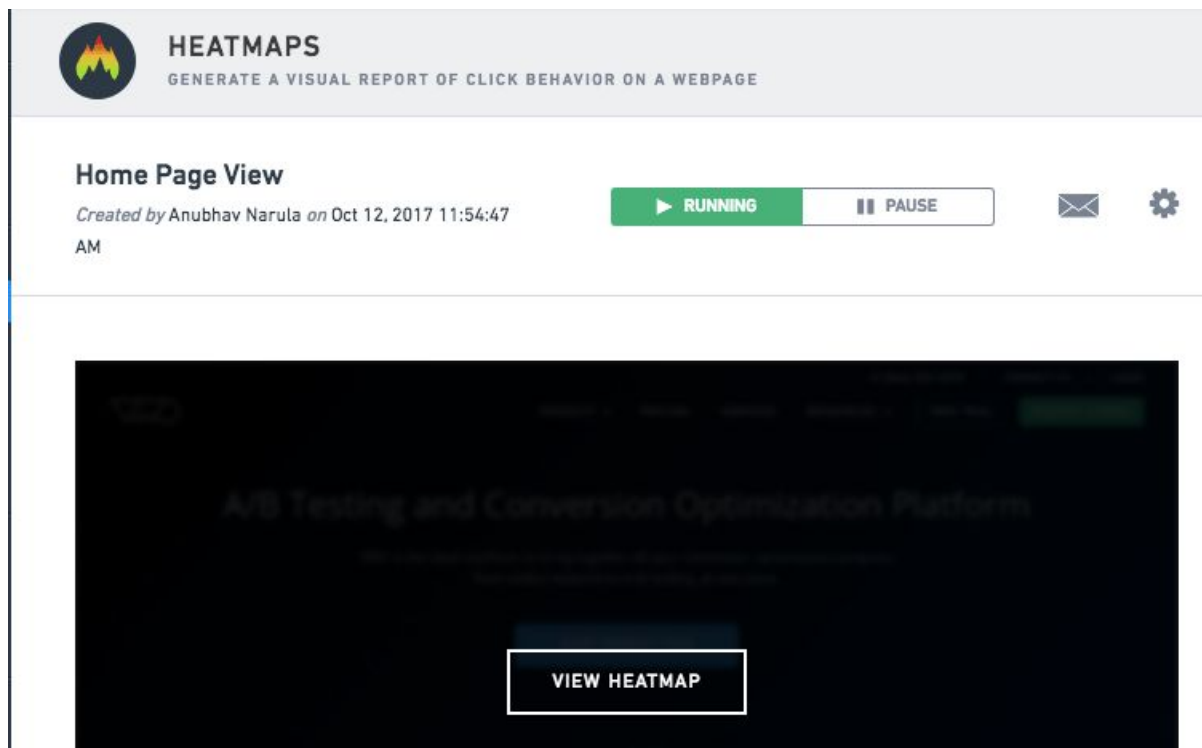 HEATMAPS
GENERATE A VISUAL REPORT OF CLICK BEHAVIOR ON A WEBPAGE
Home Page View
Created by Anubhav Narula on Oct 12, 2017 11:54:47
AM
RUNNING
PAUSE
A/B Testing and Conversion Optimization Platform
VIEW HEATMAP